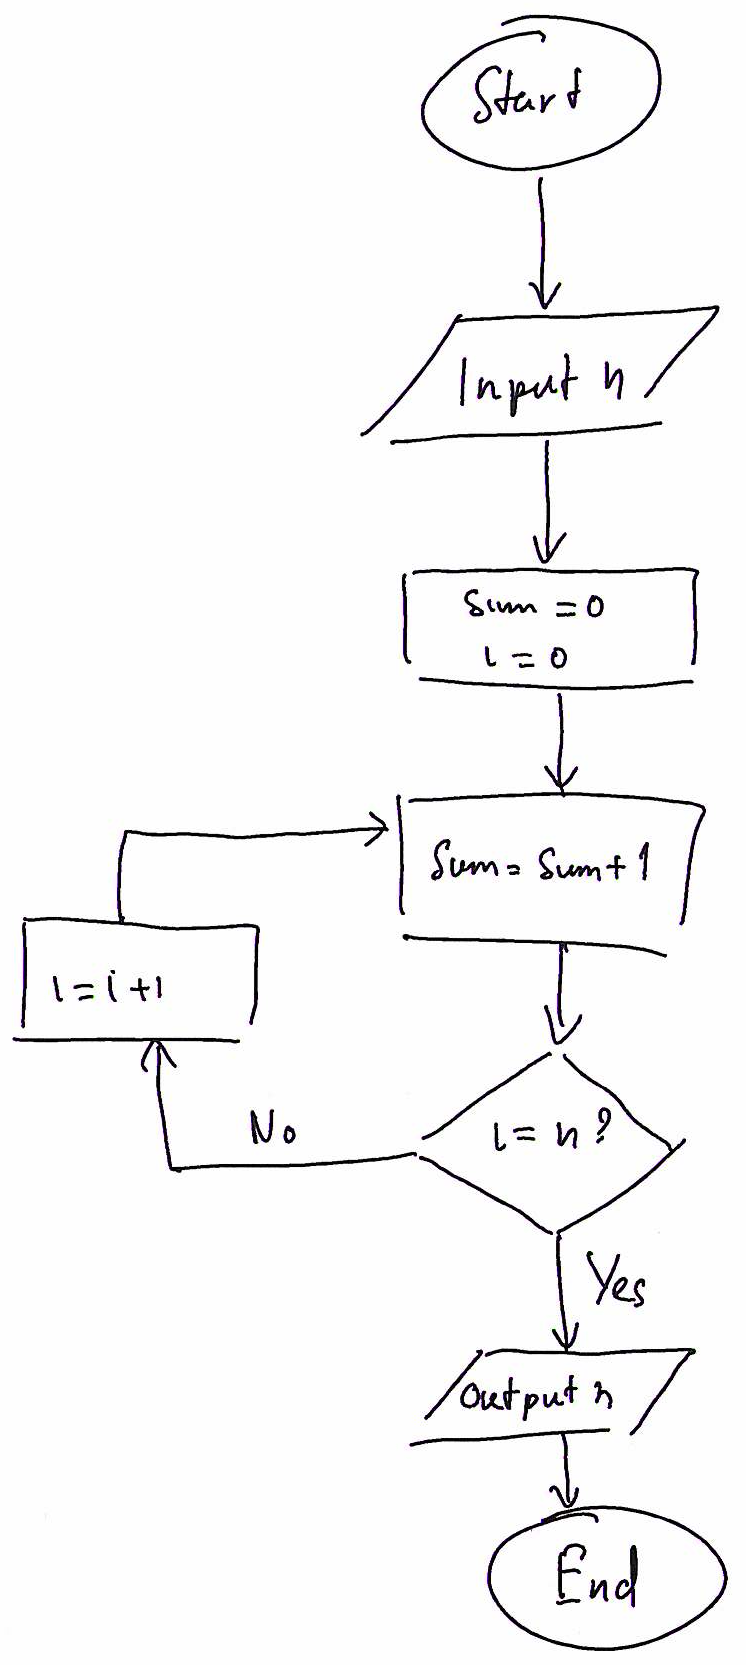 Start
Input n
Sum = 0
i = 0
Sum = Sum + 1
i = i + 1
i = n ?
No
Yes
Output n
End